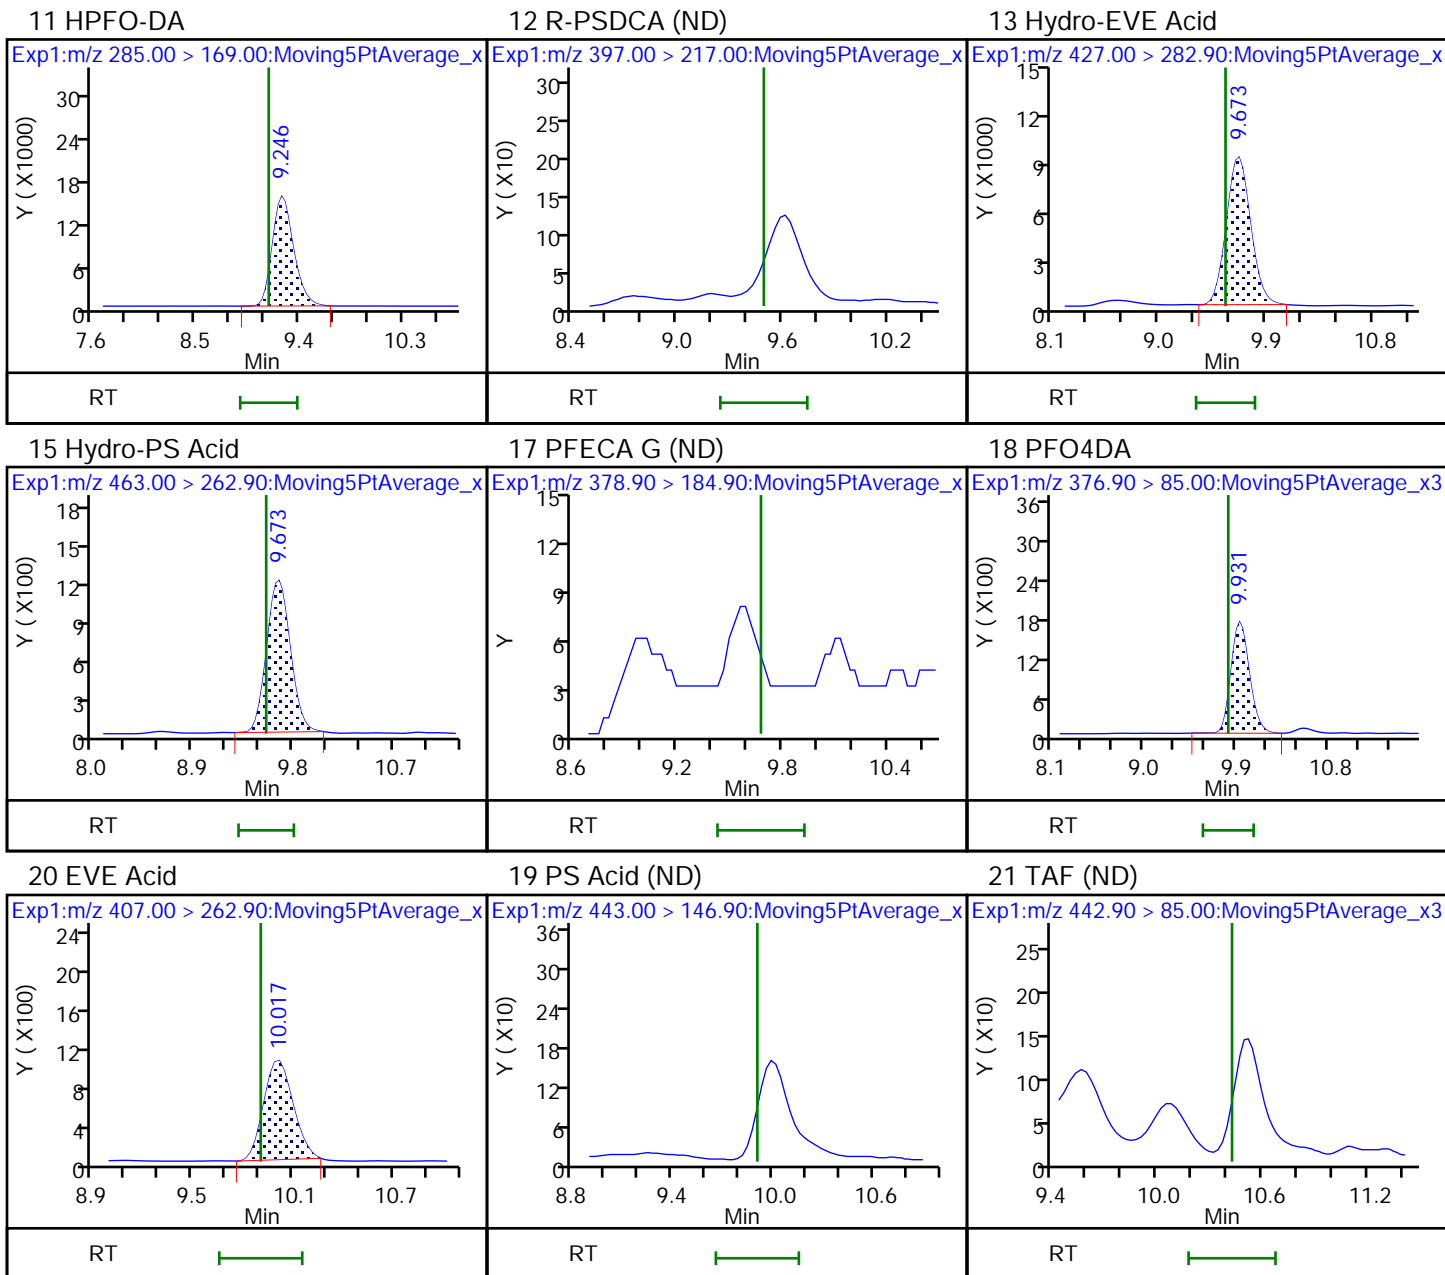 11 HPFO-DA
Exp1:m/z 285.00 > 169.00:Moving5PtAverage_x
Y ( X1000)
30
24
18
12
6
0
9.246
7.6 8.5 9.4 10.3
Min
RT
12 R-PSDCA (ND)
Exp1:m/z 397.00 > 217.00:Moving5PtAverage_x
Y ( X10)
30
25
20
15
10
5
0
8.4 9.0 9.6 10.2
Min
RT
13 Hydro-EVE Acid
Exp1:m/z 427.00 > 282.90:Moving5PtAverage_x
Y ( X1000)
15
12
9
6
3
0
9.673
8.1 9.0 9.9 10.8
Min
RT
15 Hydro-PS Acid
Exp1:m/z 463.00 > 262.90:Moving5PtAverage_x
Y ( X100)
18
15
12
9
6
3
0
9.673
8.0 8.9 9.8 10.7
Min
RT
17 PFECA G (ND)
Exp1:m/z 378.90 > 184.90:Moving5PtAverage_x
Y
15
12
9
6
3
0
8.6 9.2 9.8 10.4
Min
RT
18 PFO4DA
Exp1:m/z 376.90 > 85.00:Moving5PtAverage_x3
Y ( X100)
36
30
24
18
12
6
0
9.931
8.1 9.0 9.9 10.8
Min
RT
20 EVE Acid
Exp1:m/z 407.00 > 262.90:Moving5PtAverage_x
Y ( X100)
24
20
16
12
8
4
0
10.017
8.9 9.5 10.1 10.7
Min
RT
19 PS Acid (ND)
Exp1:m/z 443.00 > 146.90:Moving5PtAverage_x
Y ( X10)
36
30
24
18
12
6
0
8.8 9.4 10.0 10.6
Min
RT
21 TAF (ND)
Exp1:m/z 442.90 > 85.00:Moving5PtAverage_x3
Y ( X10)
25
20
15
10
5
0
9.4 10.0 10.6 11.2
Min
RT